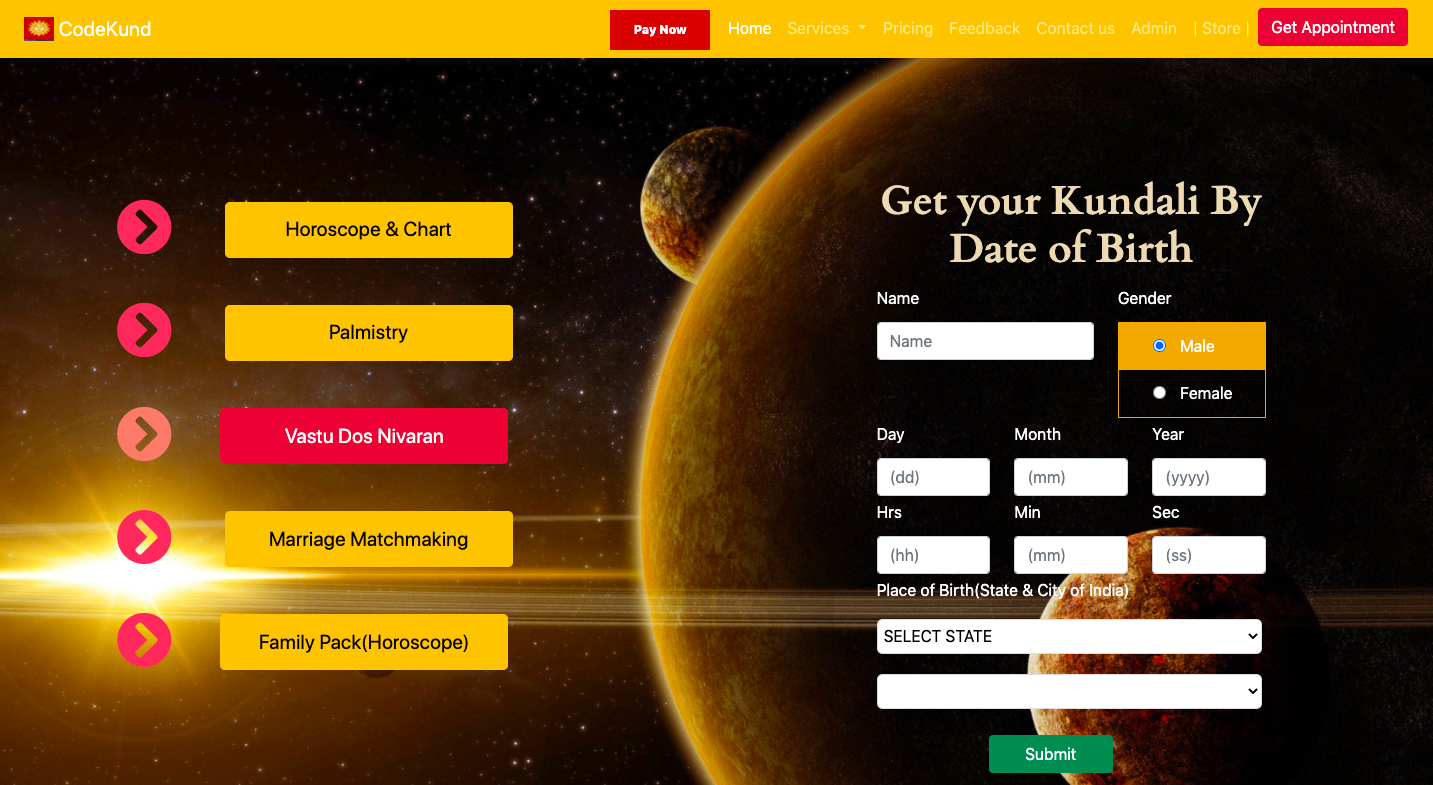 CodeKund
Pay Now
Home
Services
Pricing
Feedback
Contact us
Admin
| Store |
Get Appointment
Horoscope & Chart
Palmistry
Vastu Dos Nivaran
Marriage Matchmaking
Family Pack(Horoscope)
Get your Kundali By
Date of Birth
Name
Gender
Name
Male
Female
Day
Month
Year
(dd)
(mm)
(yyyy)
Hrs
Min
Sec
(hh)
(mm)
(ss)
Place of Birth(State & City of India)
SELECT STATE
Submit